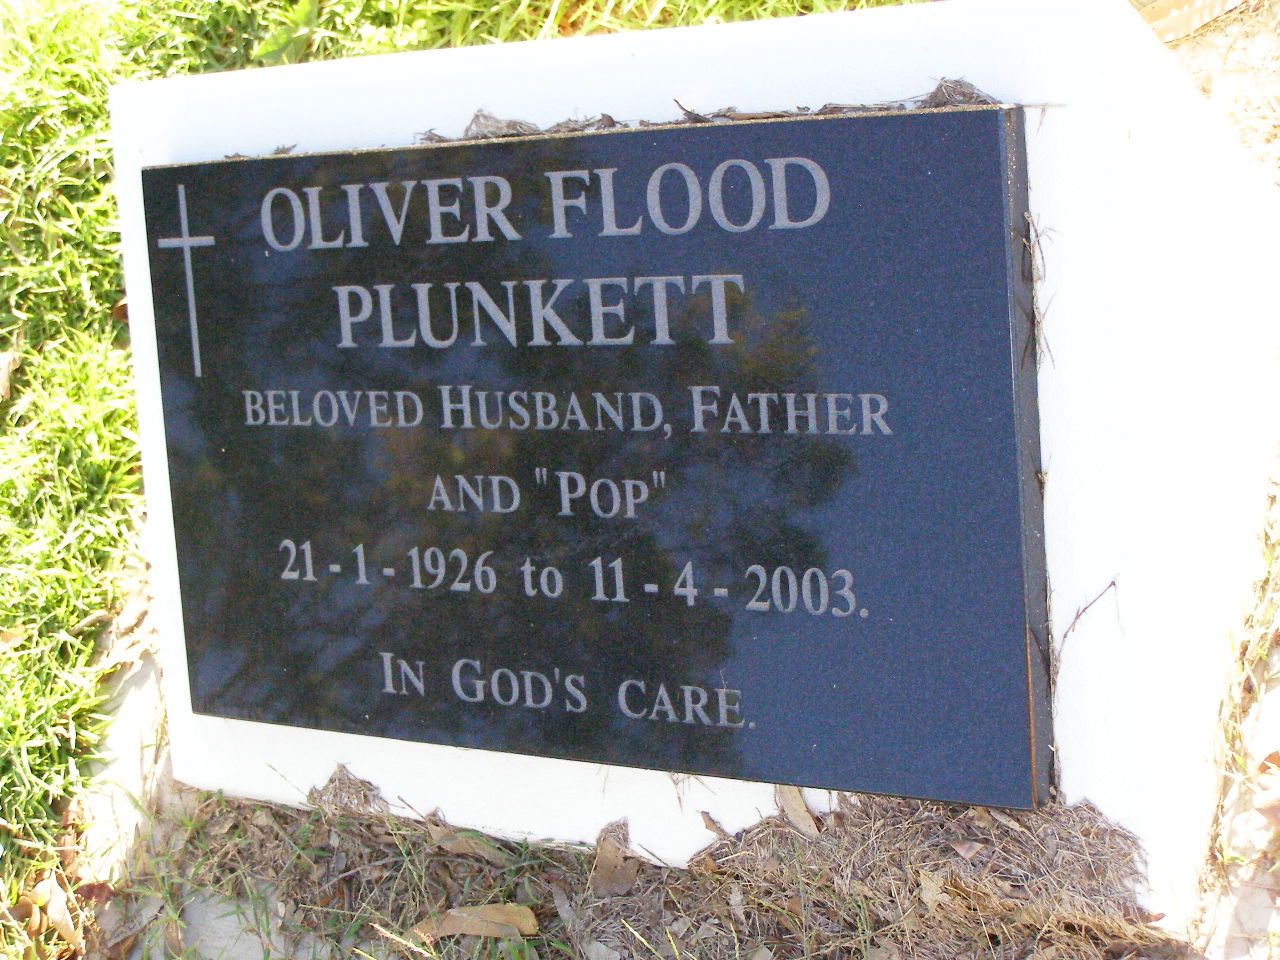 OLIVER FLOOD
PLUNKETT
BELOVED HUSBAND, FATHER
AND "POP"
21-1-1926 to 11-4-2003.
IN GOD'S CARE.